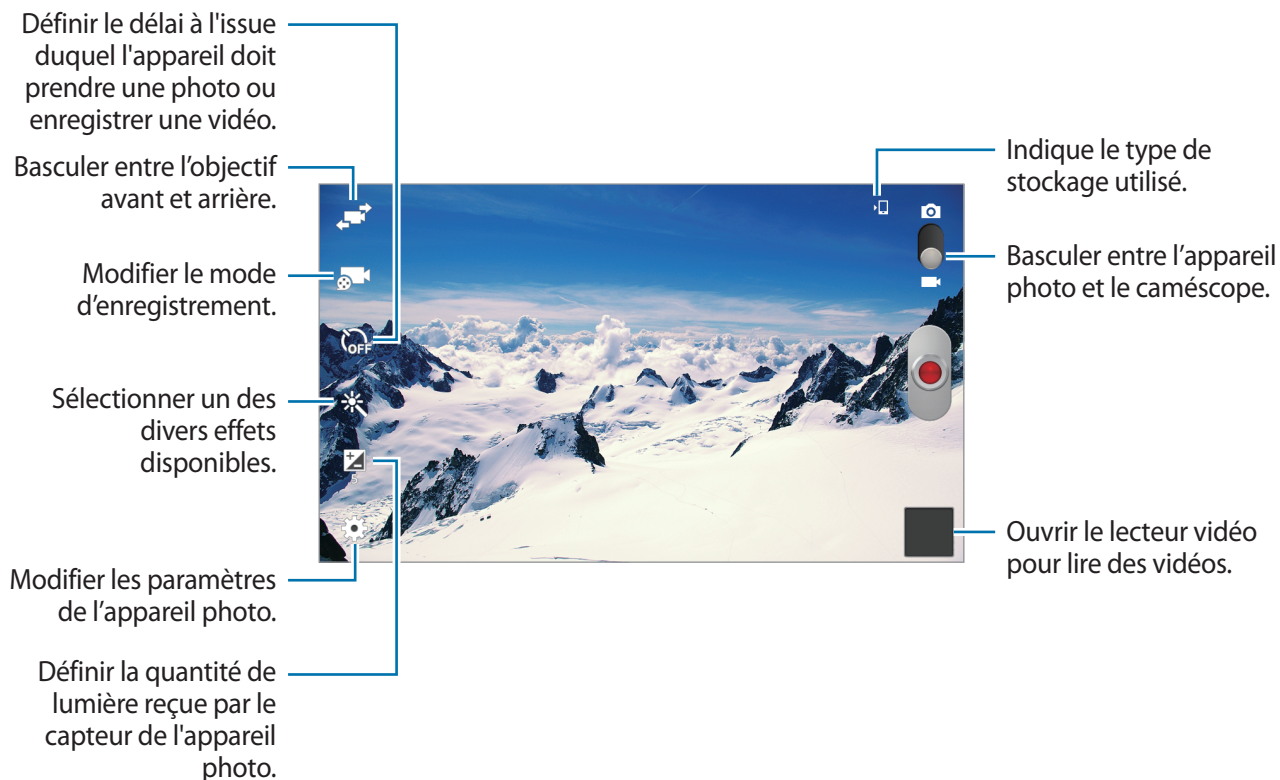 Définir le délai à l'issue
duquel l'appareil doit
prendre une photo ou
enregistrer une vidéo.
Basculer entre l’objectif
avant et arrière.
Modifier le mode
d’enregistrement.
OFF
Sélectionner un des
divers effets
disponibles.
5
Modifier les paramètres
de l’appareil photo.
Définir la quantité de
lumière reçue par le
capteur de l'appareil
photo.
Indique le type de
stockage utilisé.
Basculer entre l’appareil
photo et le caméscope.
Ouvrir le lecteur vidéo
pour lire des vidéos.